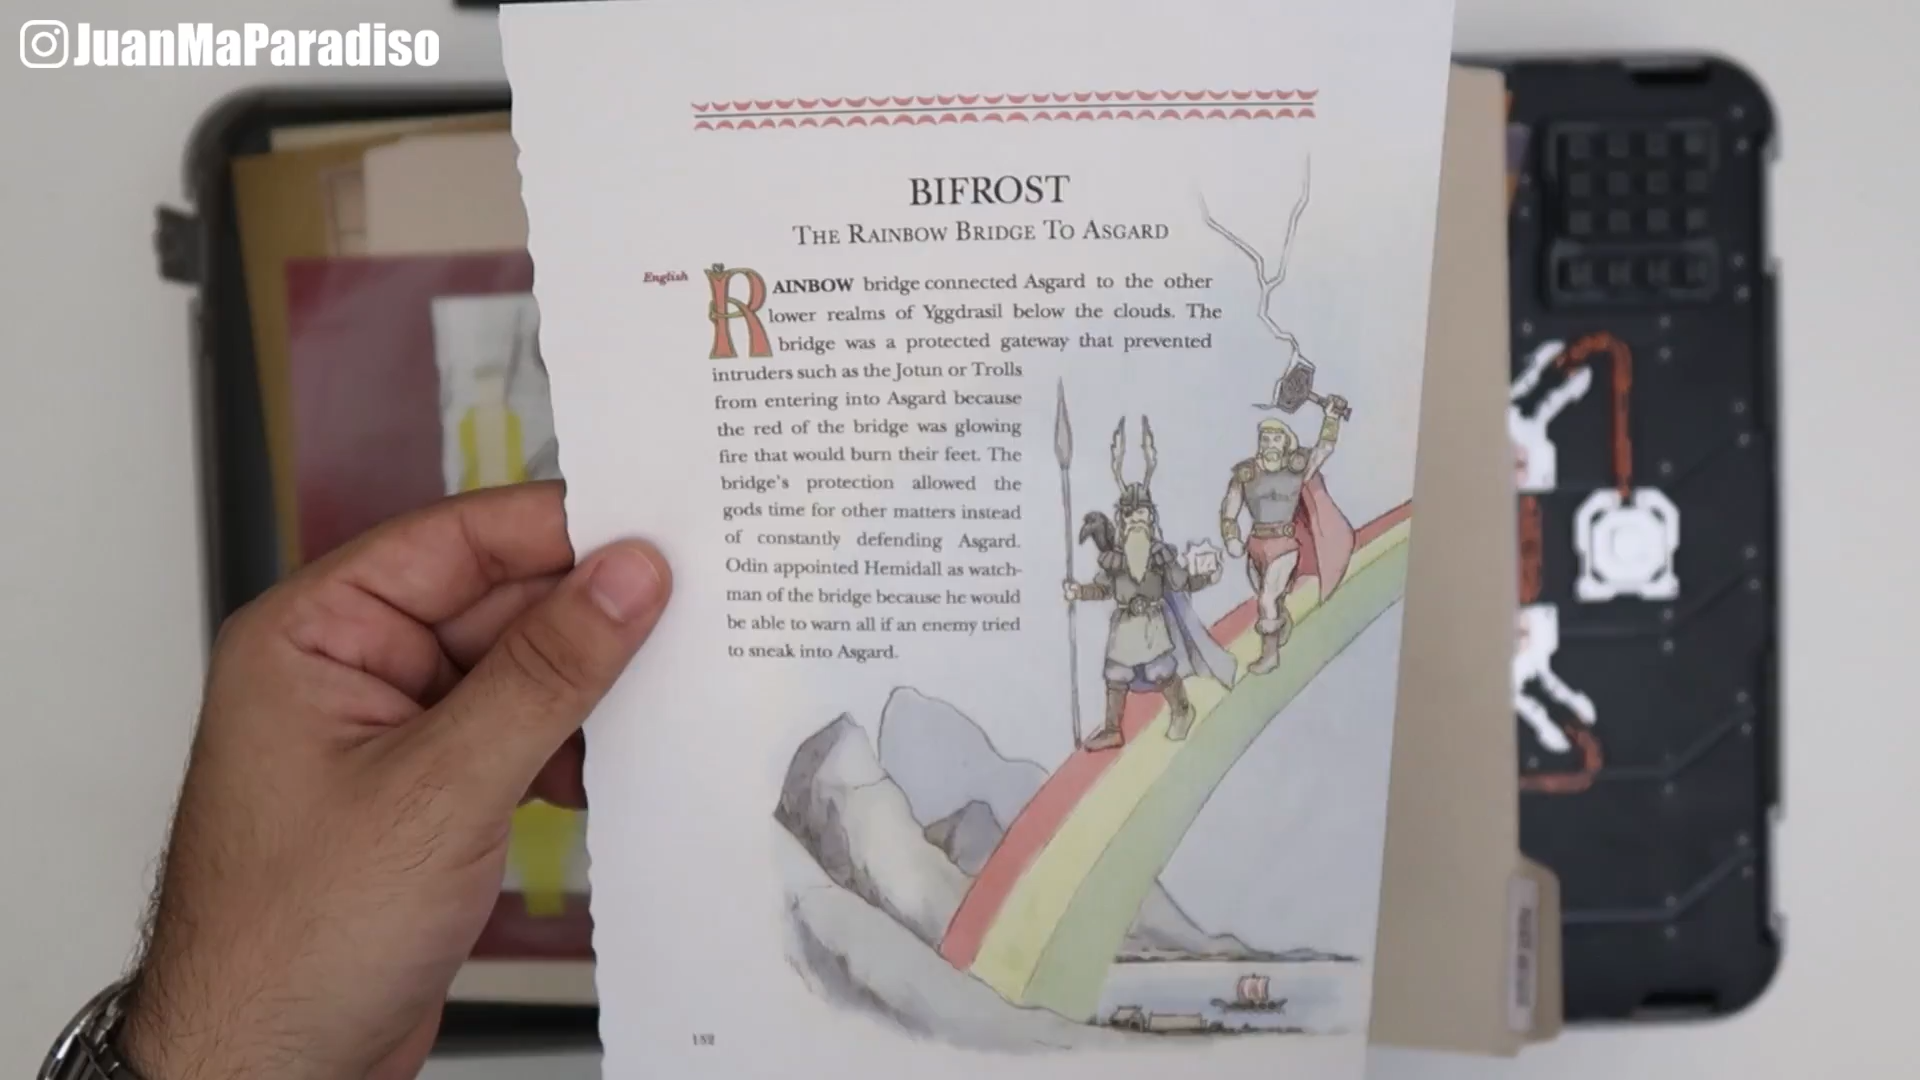 JuanMaParadiso
BIFROST
THE RAINBOW BRIDGE TO ASGARD
English
RAINBOW bridge connected Asgard to the other
lower realms of Yggdrasil below the clouds. The
bridge was a protected gateway that prevented
intruders such as the Jotun or Trolls
from entering into Asgard because
the red of the bridge was glowing
fire that would burn their feet. The
bridge's protection allowed the
gods time for other matters instead
of constantly defending Asgard.
Odin appointed Hemidall as watch-
man of the bridge because he would
be able to warn all if an enemy tried
to sneak into Asgard.